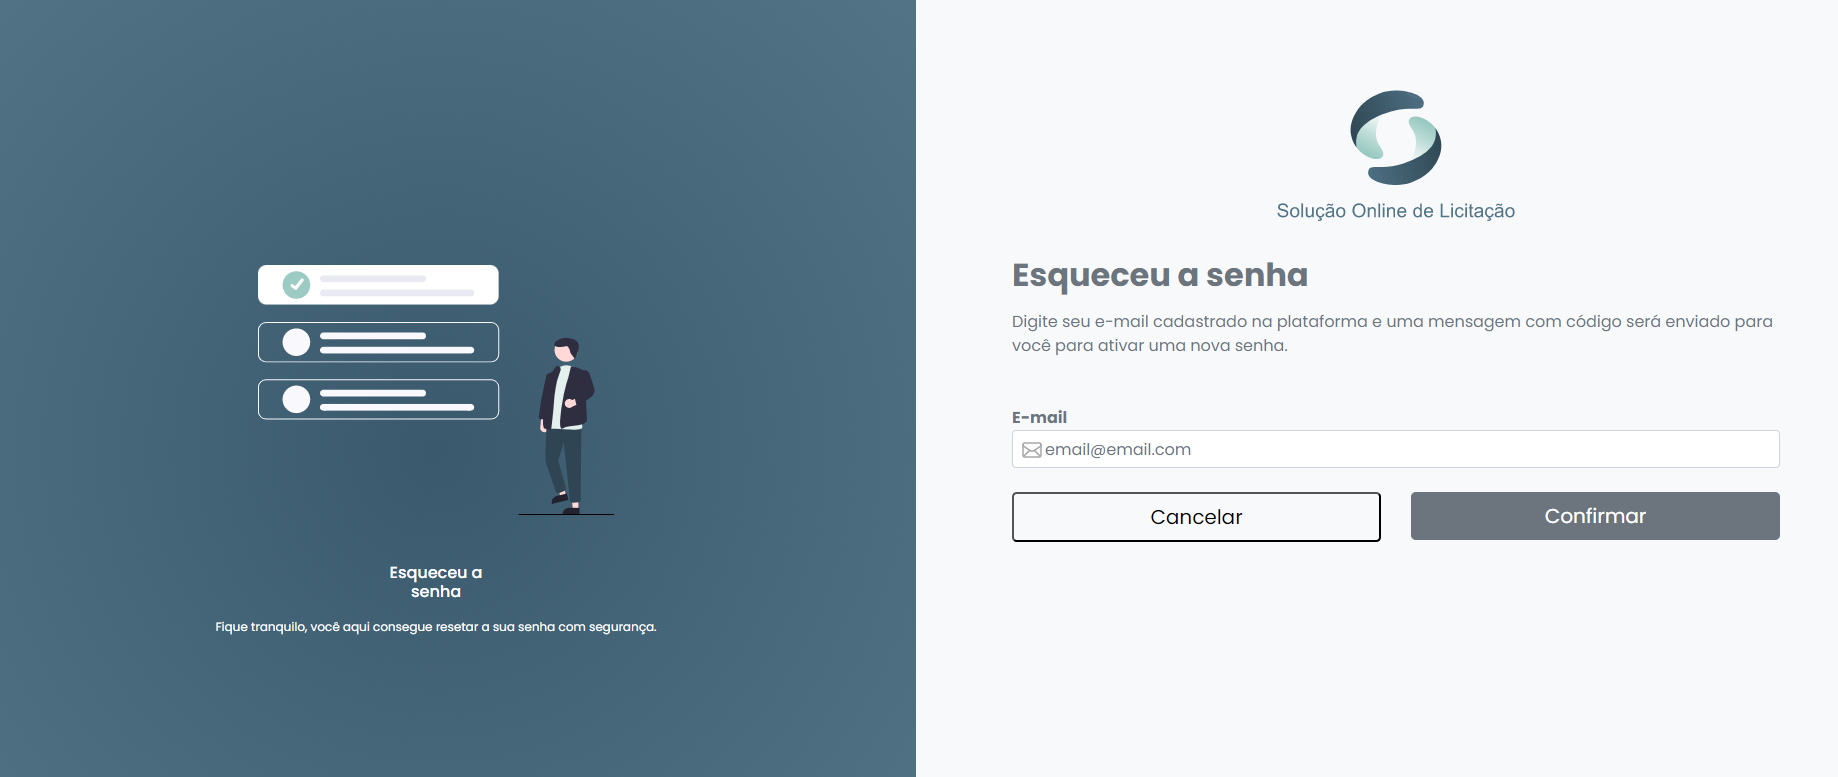 Esqueceu a
senha
Fique tranquilo, você aqui consegue resetar a sua senha com segurança.
Solução Online de Licitação
Esqueceu a senha
Digite seu e-mail cadastrado na plataforma e uma mensagem com código será enviado para
você para ativar uma nova senha.
E-mail
email@email.com
Cancelar
Confirmar